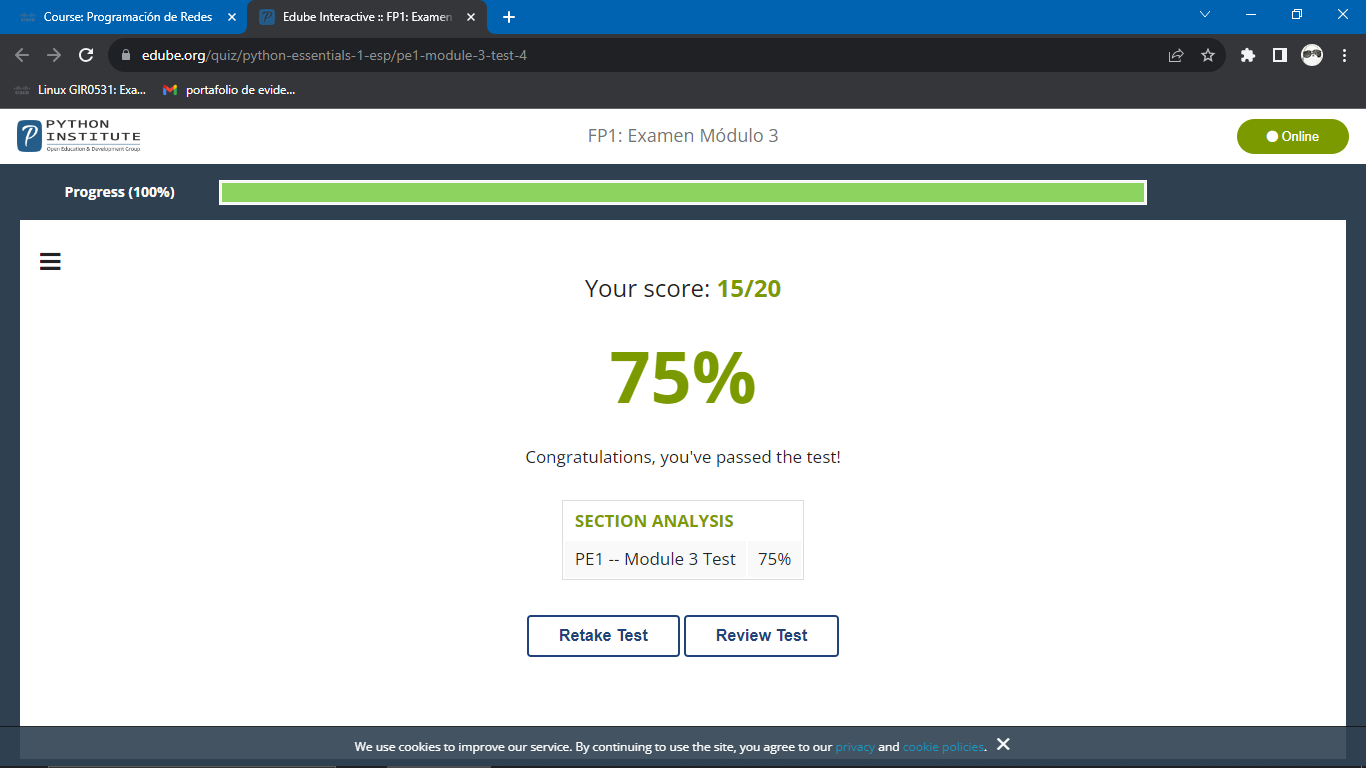 Course: Programación de Redes
Edube Interactive :: FP1: Examen
edube.org/quiz/python-essentials-1-esp/pe1-module-3-test-4
Linux GIR0531: Exa...
portafolio de evide...
PYTHON
INSTITUTE
Open Education & Development Group
FP1: Examen Módulo 3
Online
Progress (100%)
Your score: 15/20
75%
Congratulations, you've passed the test!
SECTION ANALYSIS
PE1 -- Module 3 Test 75%
Retake Test
Review Test
We use cookies to improve our service. By continuing to use the site, you agree to our privacy and cookie policies.